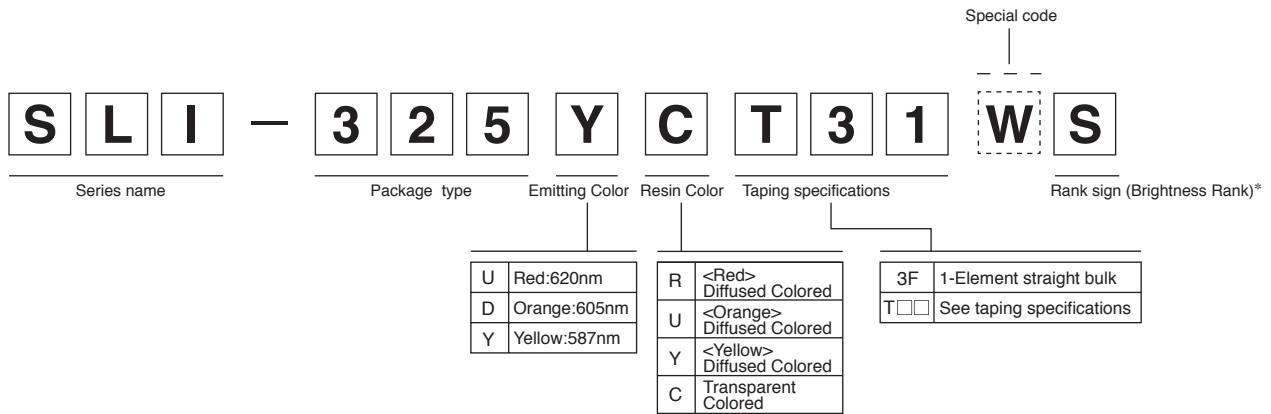 Special code
S L I — 3 2 5 Y C T 3 1 W S
Series name Package type Emitting Color Resin Color Taping specifications Rank sign (Brightness Rank)*
U Red:620nm
D Orange:605nm
Y Yellow:587nm
R <Red>
Diffused Colored
U <Orange>
Diffused Colored
Y <Yellow>
Diffused Colored
C Transparent
Colored
3F 1-Element straight bulk
T□□ See taping specifications